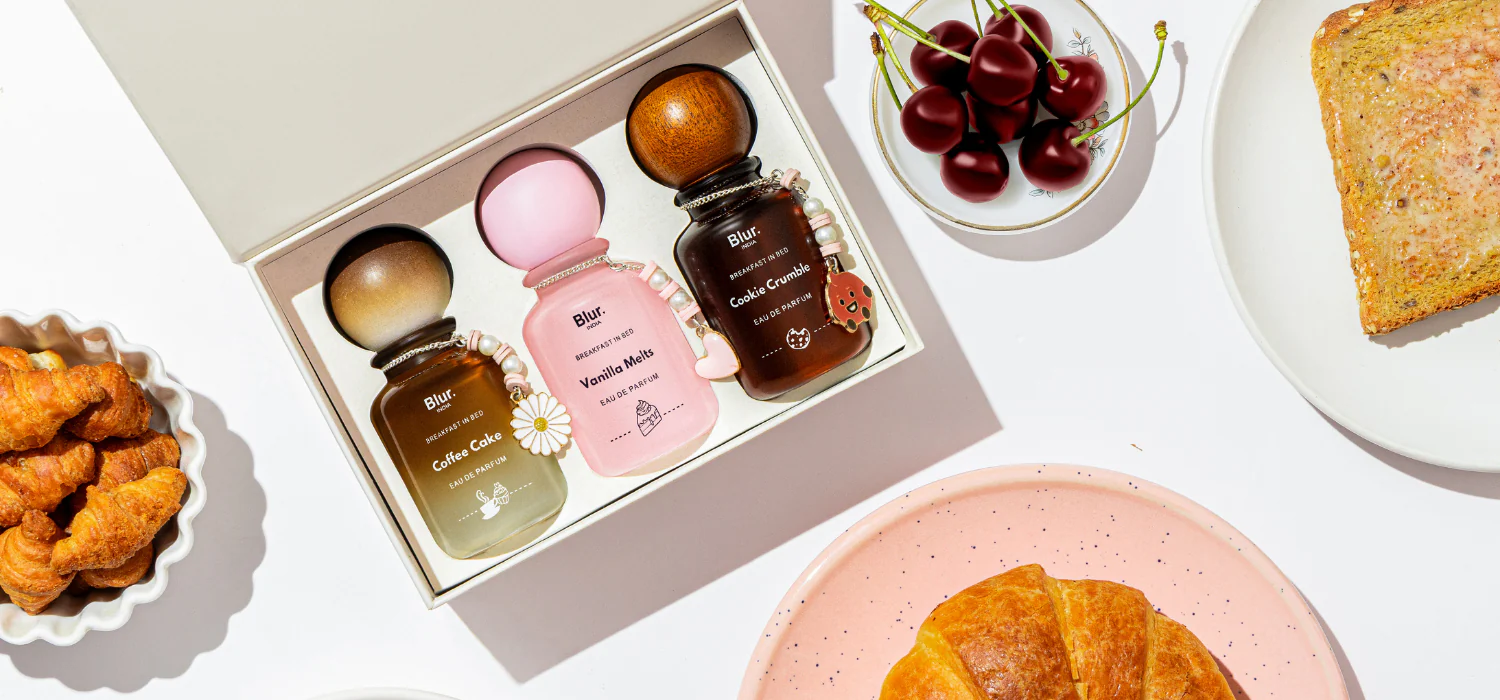 Blur.
INDIA
BREAKFAST IN BED
Coffee Cake
EAU DE PARFUM
Blur.
INDIA
BREAKFAST IN BED
Vanilla Melts
EAU DE PARFUM
Blur.
INDIA
BREAKFAST IN BED
Cookie Crumble
EAU DE PARFUM